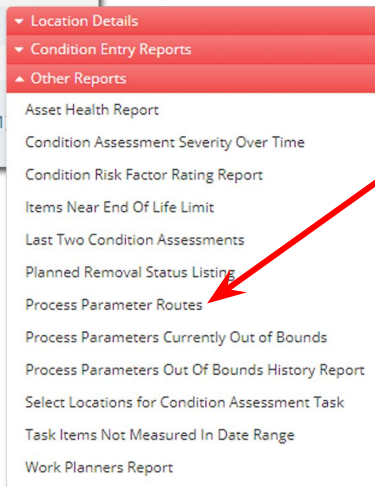 Location Details
Condition Entry Reports
Other Reports
Asset Health Report
Condition Assessment Severity Over Time
Condition Risk Factor Rating Report
Items Near End Of Life Limit
Last Two Condition Assessments
Planned Removal Status Listing
Process Parameter Routes
Process Parameters Currently Out of Bounds
Process Parameters Out Of Bounds History Report
Select Locations for Condition Assessment Task
Task Items Not Measured In Date Range
Work Planners Report